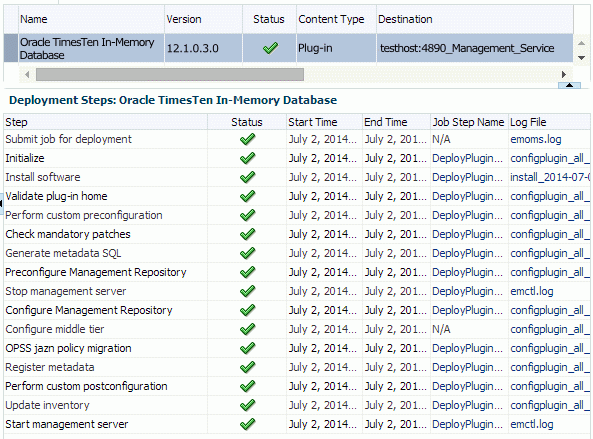 Name Version Status Content Type Destination
Oracle TimesTen In-Memory Database 12.1.0.3.0 Plug-in testhost:4890_Management_Service
Deployment Steps: Oracle TimesTen In-Memory Database
Step Status Start Time End Time Job Step Name Log File
Submit job for deployment July 2, 2014... July 2, 201... N/A emoms.log
Initialize July 2, 2014... July 2, 201... DeployPlugin... configplugin_all_
Install software July 2, 2014... July 2, 201... DeployPlugin... install_2014-07-0
Validate plug-in home July 2, 2014... July 2, 201... DeployPlugin... configplugin_all_
Perform custom preconfiguration July 2, 2014... July 2, 201... DeployPlugin... configplugin_all_
Check mandatory patches July 2, 2014... July 2, 201... DeployPlugin... configplugin_all_
Generate metadata SQL July 2, 2014... July 2, 201... DeployPlugin... configplugin_all_
Preconfigure Management Repository July 2, 2014... July 2, 201... DeployPlugin... configplugin_all_
Stop management server July 2, 2014... July 2, 201... DeployPlugin... emctl.log
Configure Management Repository July 2, 2014... July 2, 201... DeployPlugin... configplugin_all_
Configure middle tier July 2, 2014... July 2, 201... N/A configplugin_all_
OPSS jazn policy migration July 2, 2014... July 2, 201... DeployPlugin... configplugin_all_
Register metadata July 2, 2014... July 2, 201... DeployPlugin... configplugin_all_
Perform custom postconfiguration July 2, 2014... July 2, 201... DeployPlugin... configplugin_all_
Update inventory July 2, 2014... July 2, 201... DeployPlugin... configplugin_all_
Start management server July 2, 2014... July 2, 201... DeployPlugin... emctl.log